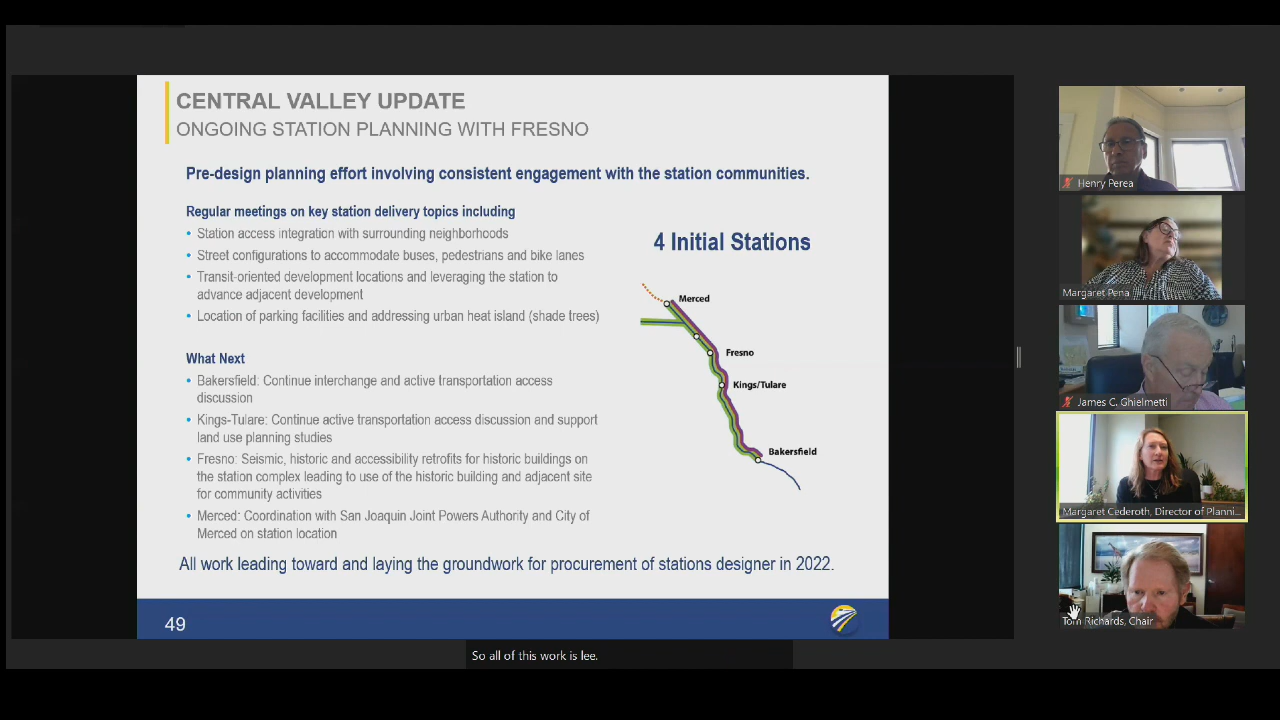 CENTRAL VALLEY UPDATE
ONGOING STATION PLANNING WITH FRESNO
Pre-design planning effort involving consistent engagement with the station communities.
Regular meetings on key station delivery topics including
• Station access integration with surrounding neighborhoods
• Street configurations to accommodate buses, pedestrians and bike lanes
• Transit-oriented development locations and leveraging the station to
advance adjacent development
• Location of parking facilities and addressing urban heat island (shade trees)
What Next
• Bakersfield: Continue interchange and active transportation access
discussion
• Kings-Tulare: Continue active transportation access discussion and support
land use planning studies
• Fresno: Seismic, historic and accessibility retrofits for historic buildings on
the station complex leading to use of the historic building and adjacent site
for community activities
• Merced: Coordination with San Joaquin Joint Powers Authority and City of
Merced on station location
4 Initial Stations
Merced
Fresno
Kings/Tulare
Bakersfield
All work leading toward and laying the groundwork for procurement of stations designer in 2022.
49
Henry Perea
Margaret Pena
James C. Ghielmetti
Margaret Cederoth, Director of Planni...
Tom Richards, Chair
So all of this work is lee.